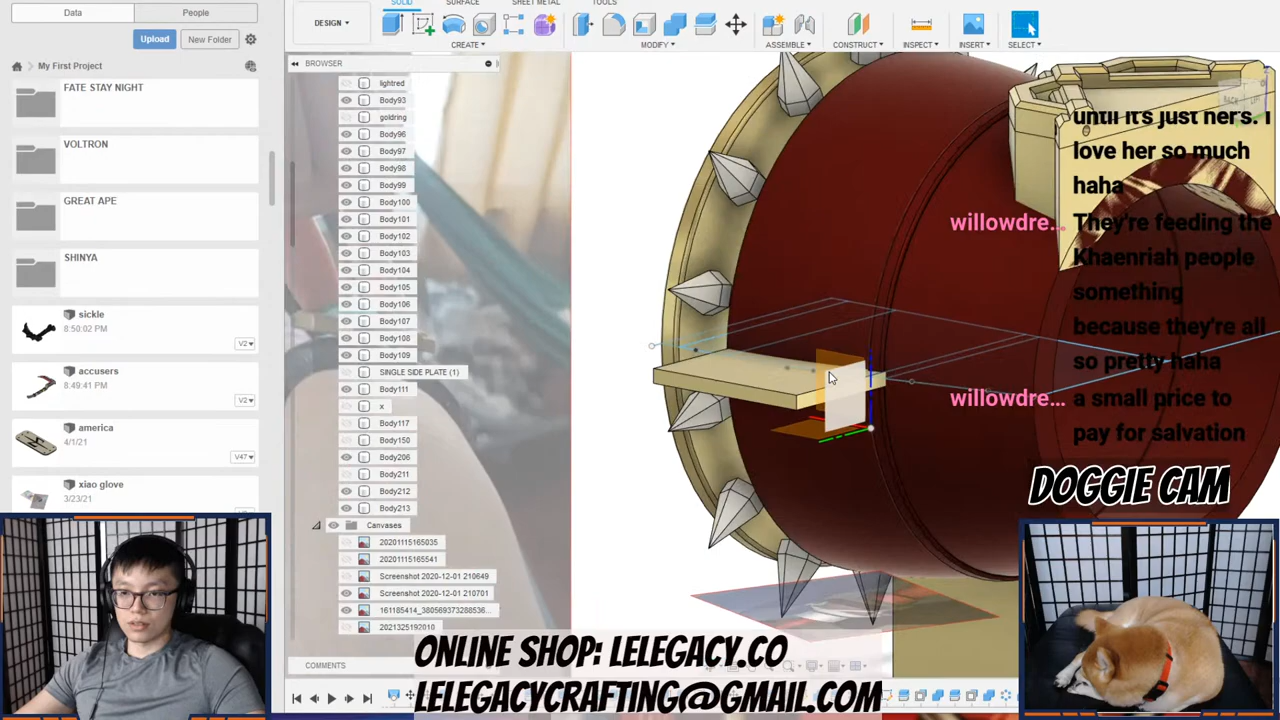 SOLID
SURFACE
SHEET METAL
TOOLS
Data
People
Upload
New Folder
My First Project
FATE STAY NIGHT
VOLTRON
GREAT APE
SHINYA
sickle
8:50:02 PM
V2
accusers
8:49:41 PM
V2
america
4/1/21
V47
xiao glove
3/23/21
DESIGN
CREATE
MODIFY
ASSEMBLE
CONSTRUCT
INSPECT
INSERT
SELECT
BROWSER
lightred
Body93
goldring
Body96
Body97
Body98
Body99
Body100
Body101
Body102
Body103
Body104
Body105
Body106
Body107
Body108
Body109
SINGLE SIDE PLATE (1)
Body111
x
Body117
Body150
Body206
Body211
Body212
Body213
Canvases
20201115165035
20201115165541
Screenshot 2020-12-01 210649
Screenshot 2020-12-01 210701
161185414_380569373288536...
2021325192010
COMMENTS
BACK
until it's just hers. I
love her so much
haha
willowdre... They're feeding the
Khaenriah people
something
because they're all
so pretty haha
willowdre... a small price to
pay for salvation
DOGGIE CAM
ONLINE SHOP: LELEGACY.CO
LELEGACYCRAFTING@GMAIL.COM